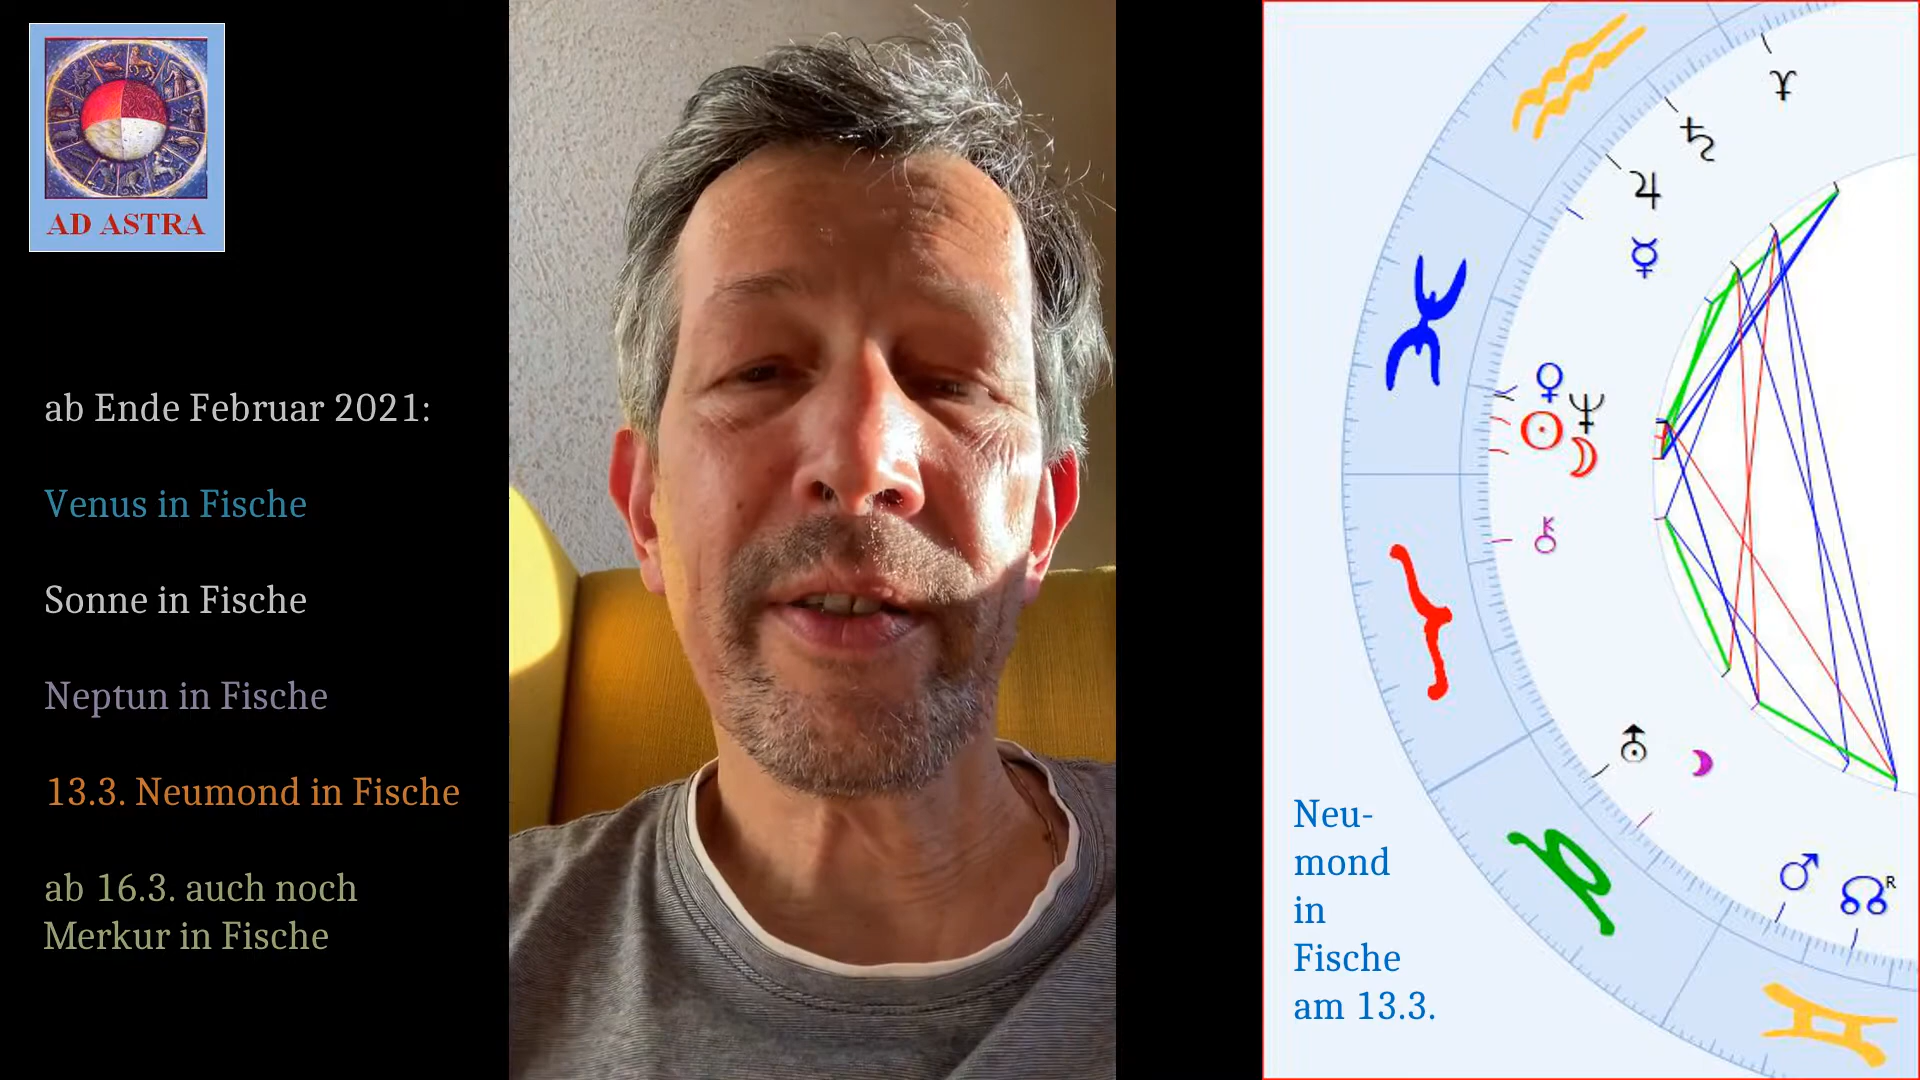 AD ASTRA
ab Ende Februar 2021:
Venus in Fische
Sonne in Fische
Neptun in Fische
13.3. Neumond in Fische
ab 16.3. auch noch
Merkur in Fische
R
Neu-
mond
in
Fische
am 13.3.